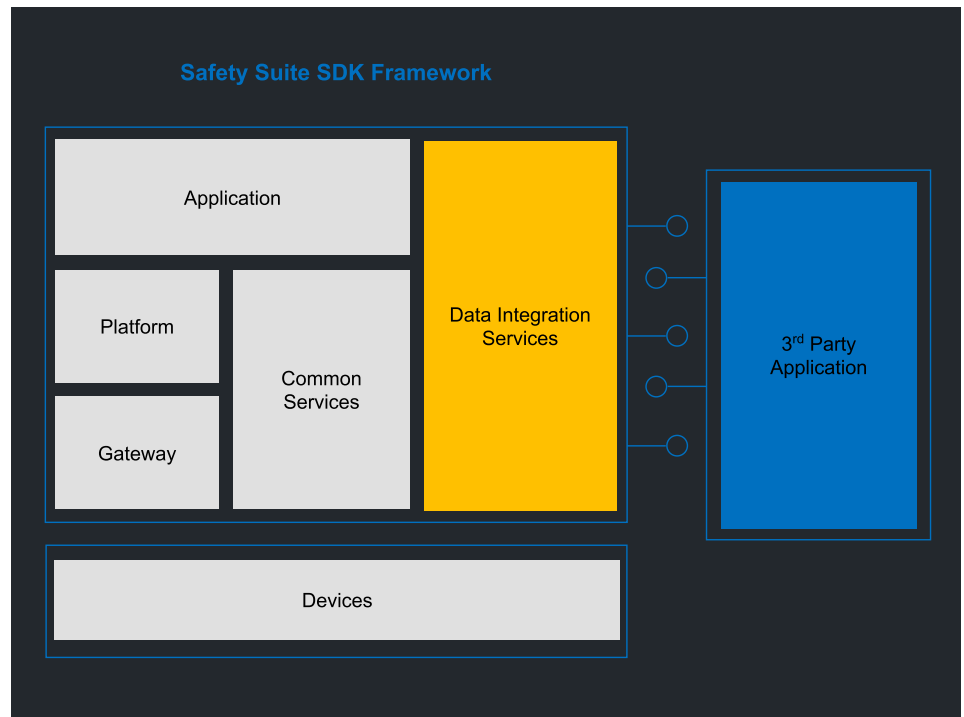 Safety Suite SDK Framework
Application
Platform
Gateway
Common
Services
Data Integration
Services
3rd Party
Application
Devices